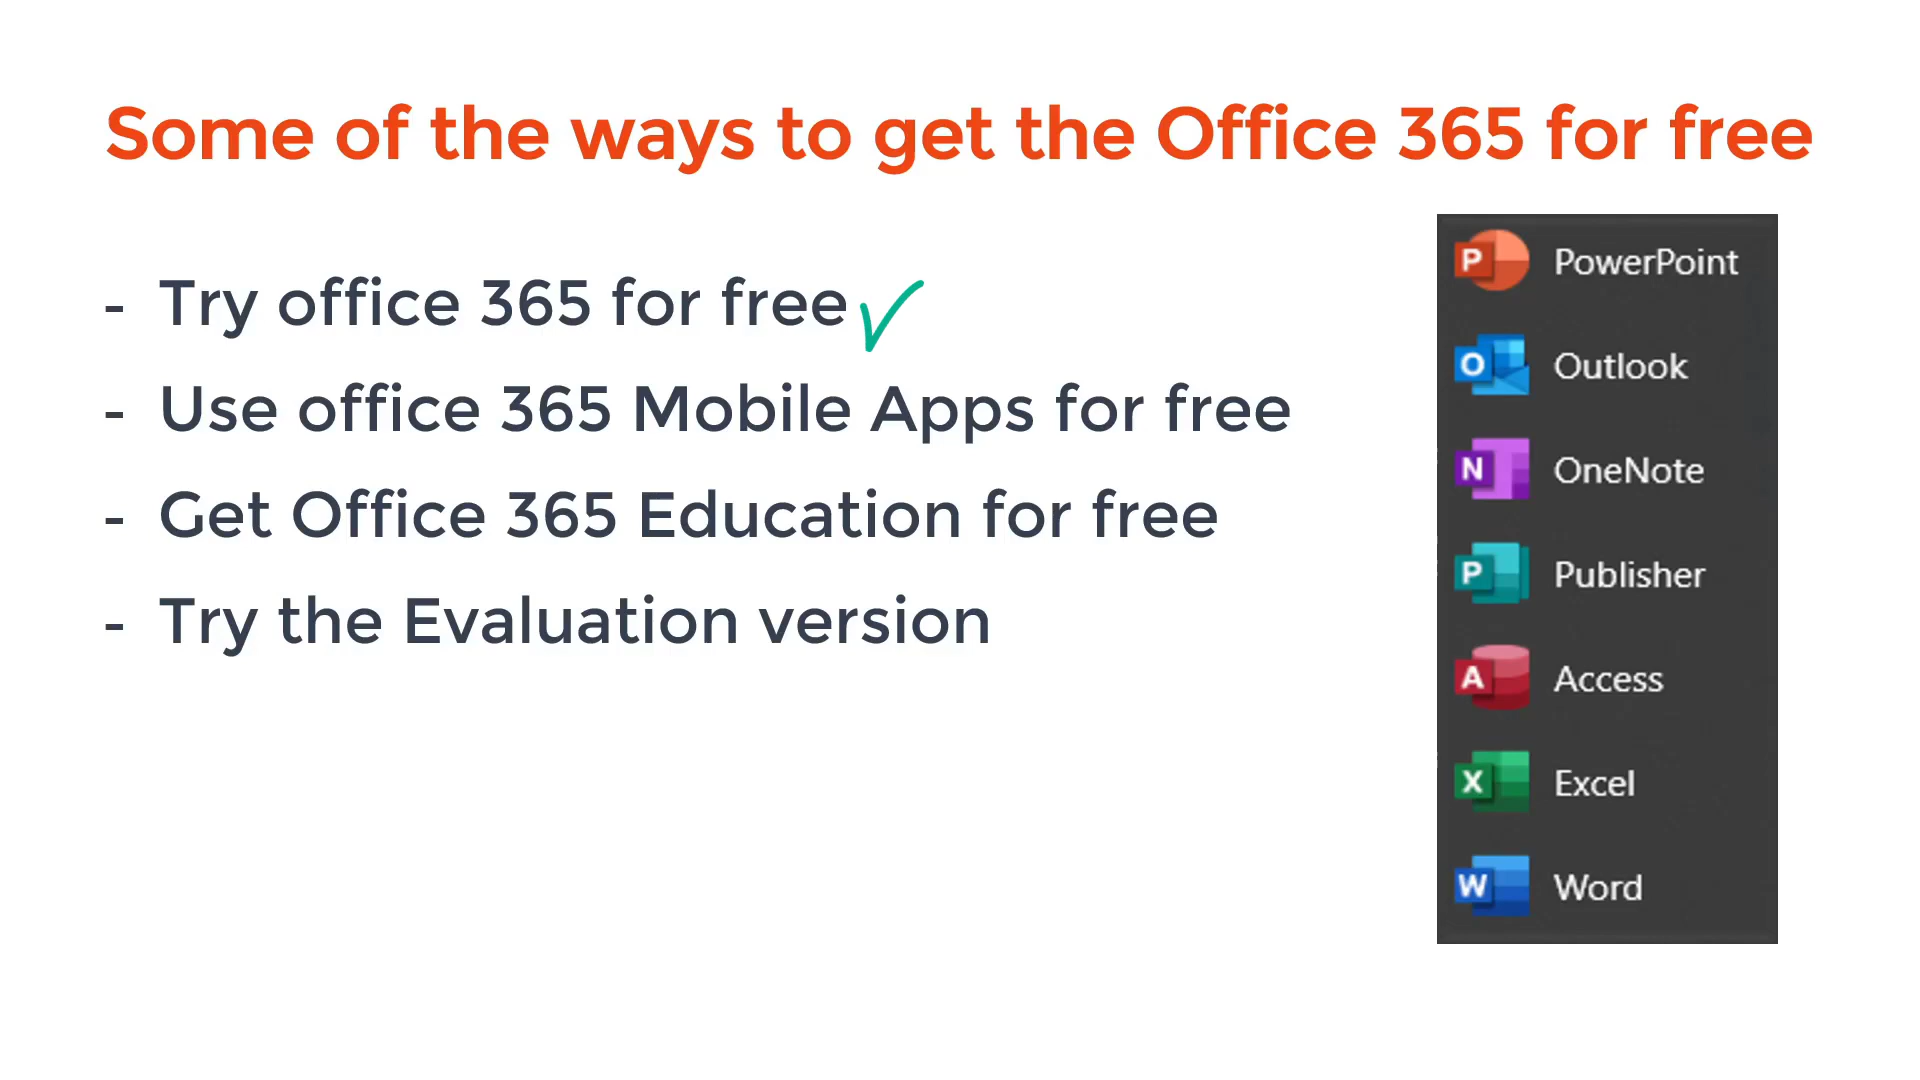 Some of the ways to get the Office 365 for free
- Try office 365 for free
- Use office 365 Mobile Apps for free
- Get Office 365 Education for free
- Try the Evaluation version
P PowerPoint
O Outlook
N OneNote
P Publisher
A Access
X Excel
W Word